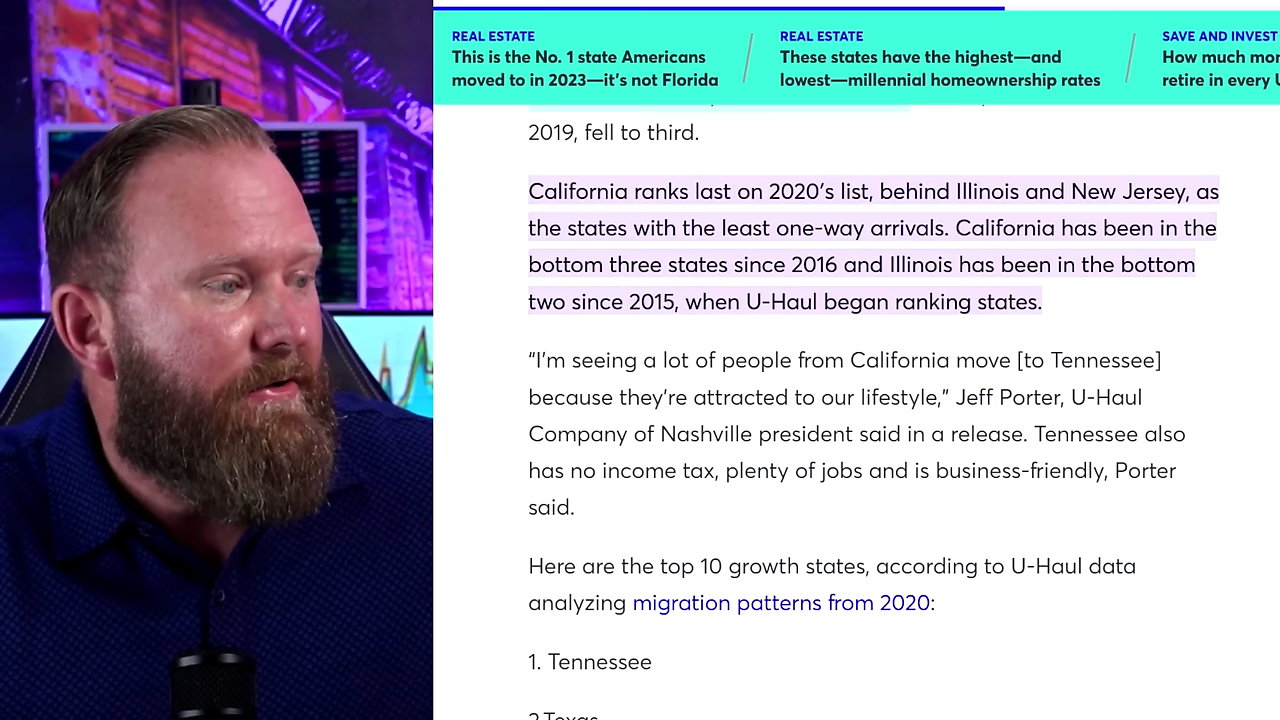 REAL ESTATE
This is the No. 1 state Americans
moved to in 2023—it's not Florida
REAL ESTATE
These states have the highest—and
lowest—millennial homeownership rates
SAVE AND INVEST
How much
retire in every
2019, fell to third.
California ranks last on 2020's list, behind Illinois and New Jersey, as
the states with the least one-way arrivals. California has been in the
bottom three states since 2016 and Illinois has been in the bottom
two since 2015, when U-Haul began ranking states.
“I'm seeing a lot of people from California move [to Tennessee]
because they're attracted to our lifestyle,” Jeff Porter, U-Haul
Company of Nashville president said in a release. Tennessee also
has no income tax, plenty of jobs and is business-friendly, Porter
said.
Here are the top 10 growth states, according to U-Haul data
analyzing migration patterns from 2020:
1. Tennessee
2.Texas